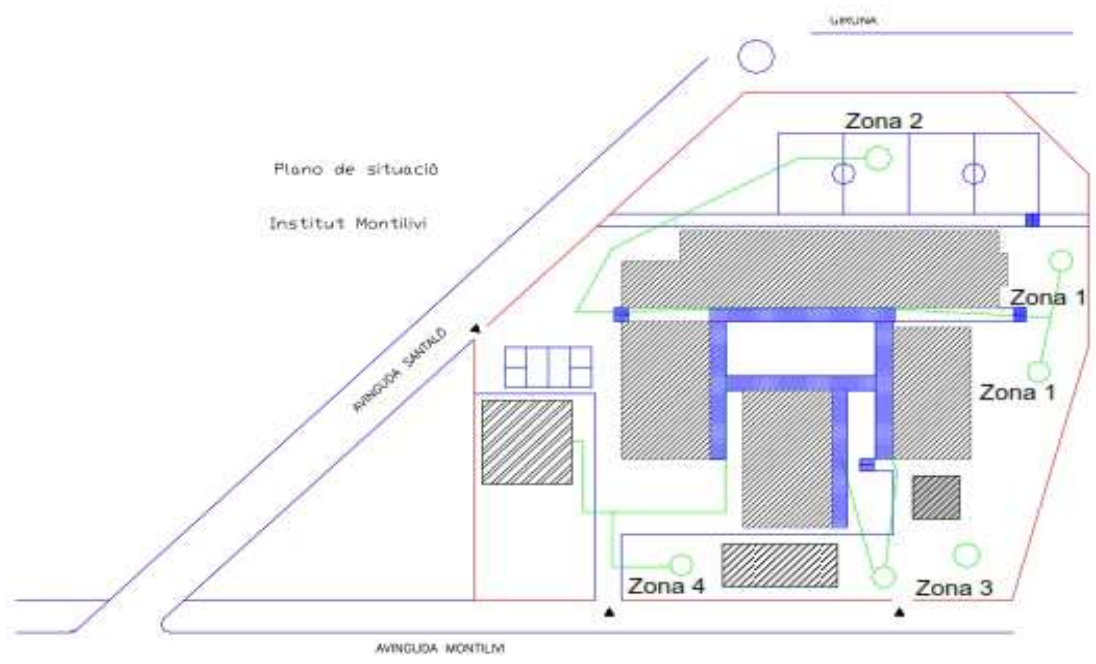 GIRONA
Zona 2
Plano de situació
Institut Montilivi
Zona 1
AVINGUDA SANTALÓ
Zona 1
Zona 4
Zona 3
AVINGUDA MONTILIVI